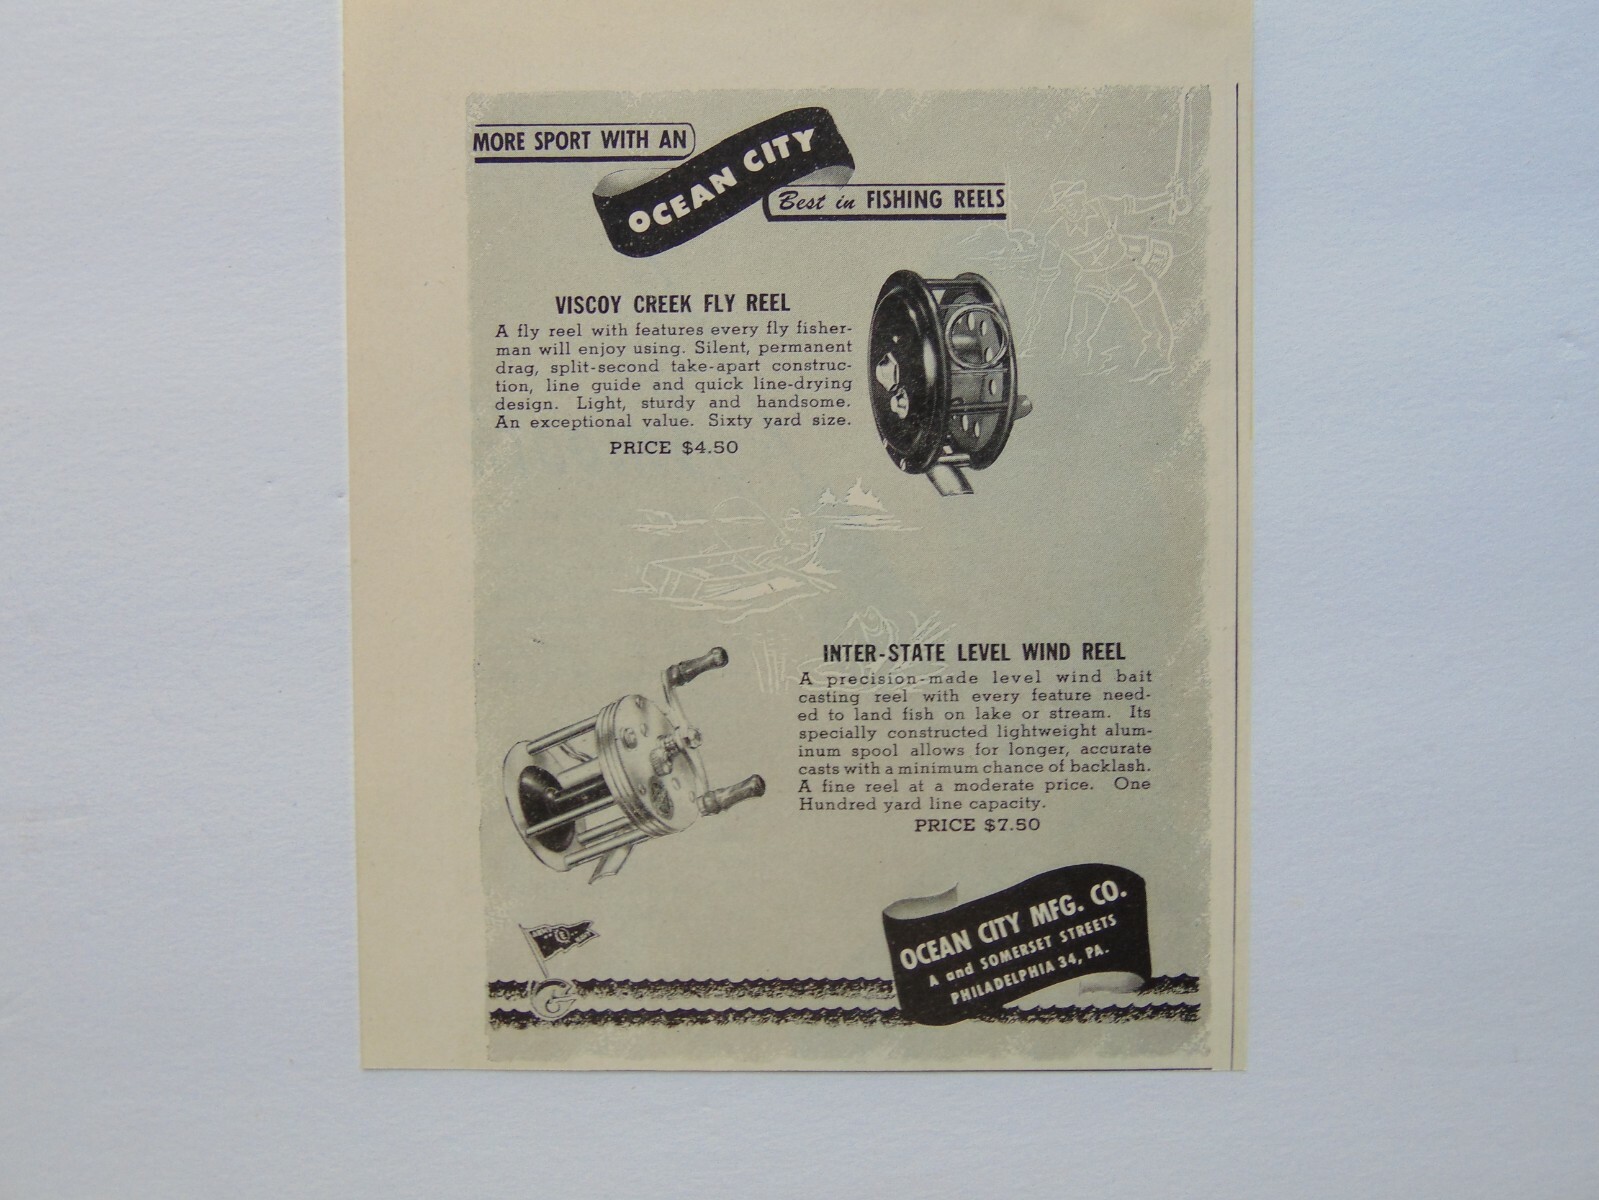 MORE SPORT WITH AN
OCEAN CITY
Best in FISHING REELS
VISCOY CREEK FLY REEL
A fly reel with features every fly fisher-
man will enjoy using. Silent, permanent
drag, split-second take-apart construc-
tion, line guide and quick line-drying
design. Light, sturdy and handsome.
An exceptional value. Sixty yard size.
PRICE $4.50
INTER-STATE LEVEL WIND REEL
A precision-made level wind bait
casting reel with every feature need-
ed to land fish on lake or stream. Its
specially constructed lightweight alum-
inum spool allows for longer, accurate
casts with a minimum chance of backlash.
A fine reel at a moderate price. One
Hundred yard line capacity.
PRICE $7.50
ARMY E NAVY
OCEAN CITY MFG. CO.
A and SOMERSET STREETS
PHILADELPHIA 34, PA.